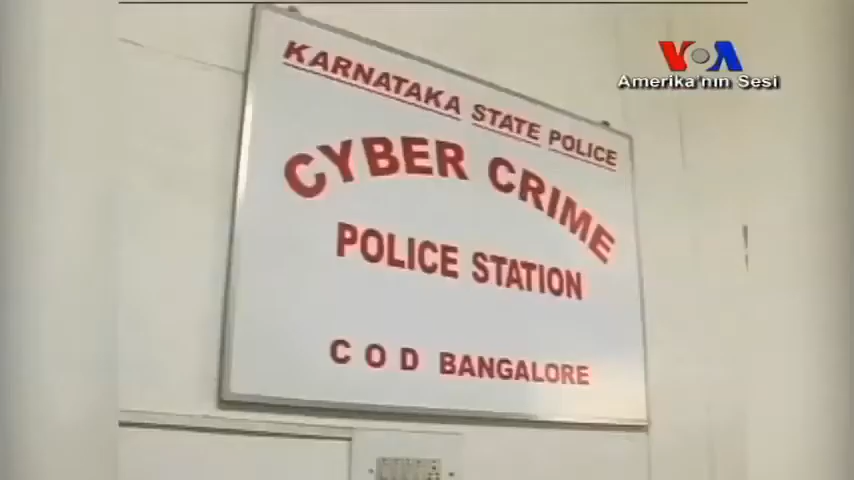 VOA
Amerika'nın Sesi
KARNATAKA STATE POLICE
CYBER CRIME
POLICE STATION
C O D BANGALORE